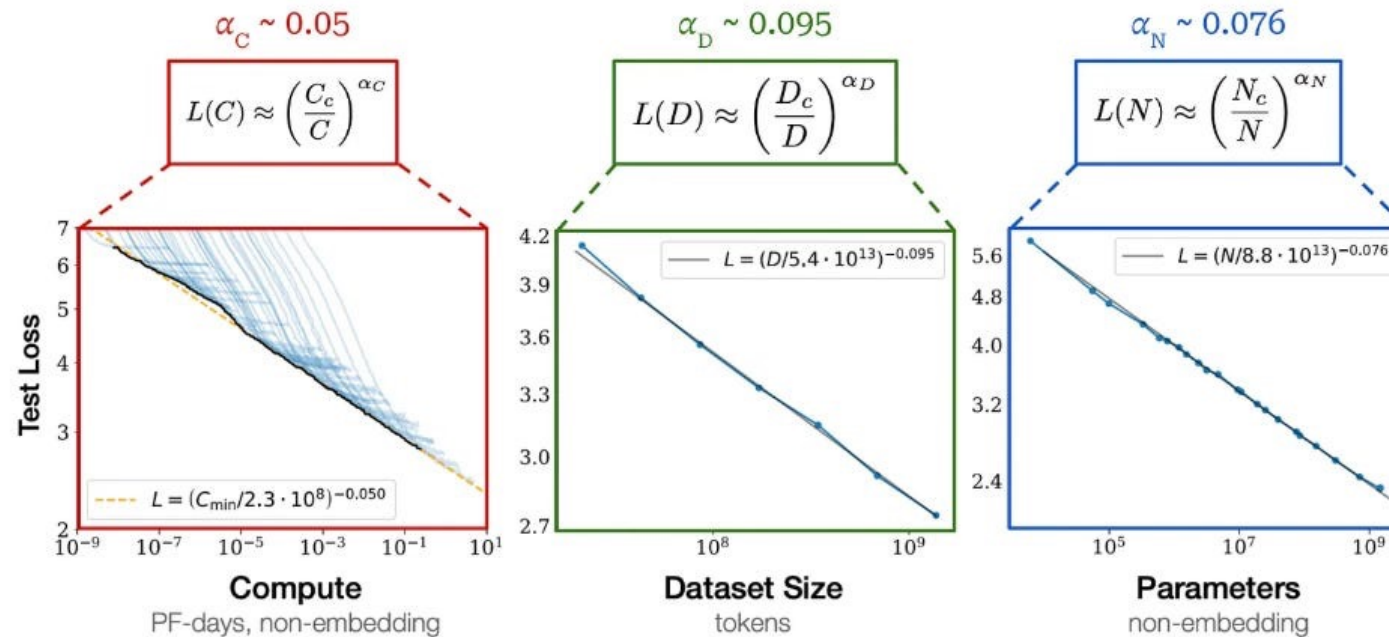 α_C ~ 0.05
L(C) ≈ (C_c / C)^{α_C}
7
6
5
4
3
2
Test Loss
L = (C_min/2.3 · 10^8)^{−0.050}
10^{−9} 10^{−7} 10^{−5} 10^{−3} 10^{−1} 10^1
Compute
PF-days, non-embedding
α_D ~ 0.095
L(D) ≈ (D_c / D)^{α_D}
4.2
3.9
3.6
3.3
3.0
2.7
L = (D/5.4 · 10^{13})^{−0.095}
10^8 10^9
Dataset Size
tokens
α_N ~ 0.076
L(N) ≈ (N_c / N)^{α_N}
5.6
4.8
4.0
3.2
2.4
L = (N/8.8 · 10^{13})^{−0.076}
10^5 10^7 10^9
Parameters
non-embedding